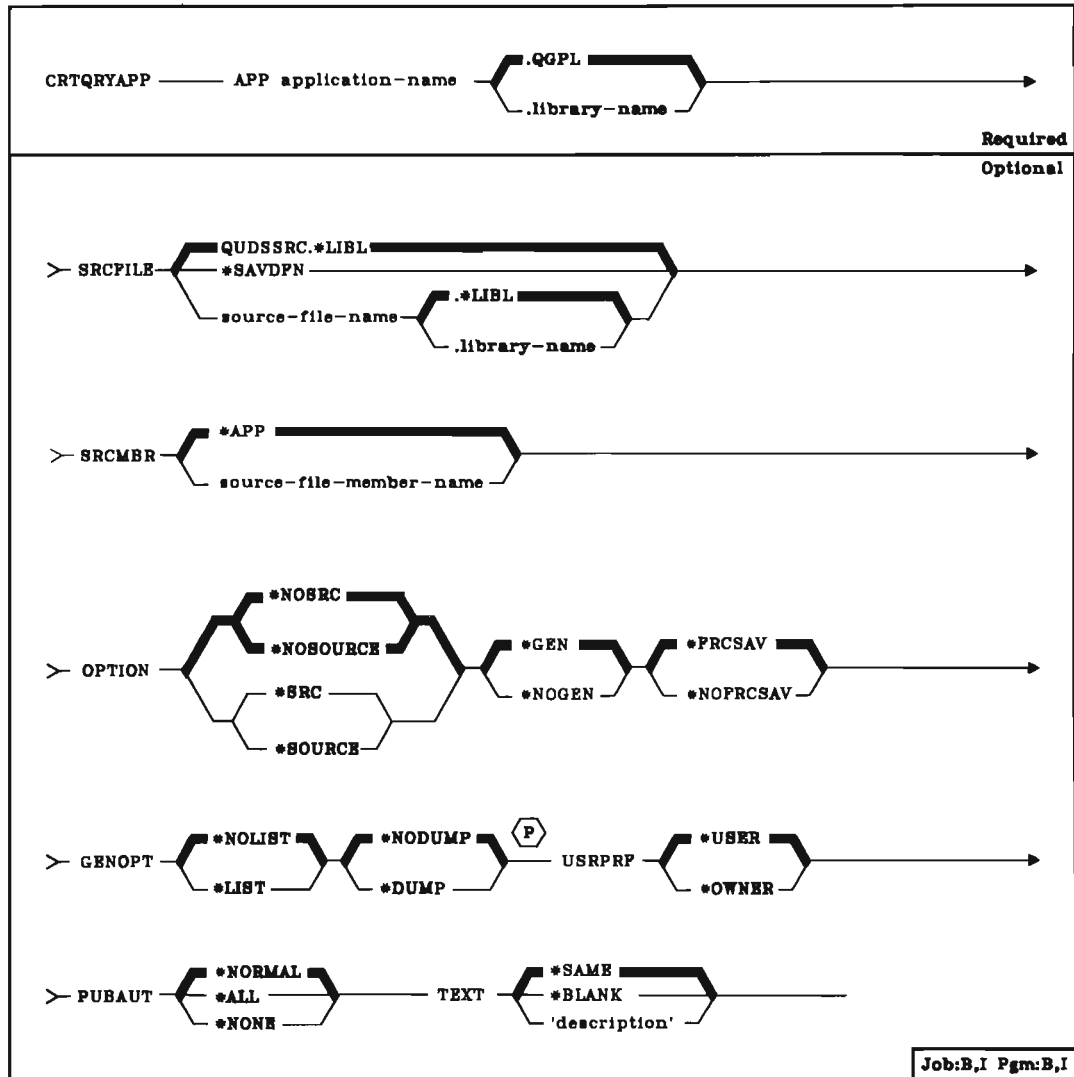 .QGPL
CRTQRYAPP APP application-name
.library-name
Required
Optional
QUDSSRC.*LIBL
SRCFILE *SAVDFN
.*LIBL
source-file-name
.library-name
*APP
SRCMBR
source-file-member-name
*NOSRC
*NOSOURCE *GEN *PRCSAV
OPTION
*SRC *NOGEN *NOPRCSAV
*SOURCE
*NOLIST *NODUMP P *USER
GENOPT USRPRF
*LIST *DUMP *OWNER
*NORMAL *SAME
PUBAUT *ALL TEXT *BLANK
*NONE 'description'
Job:B,I Pgm:B,I